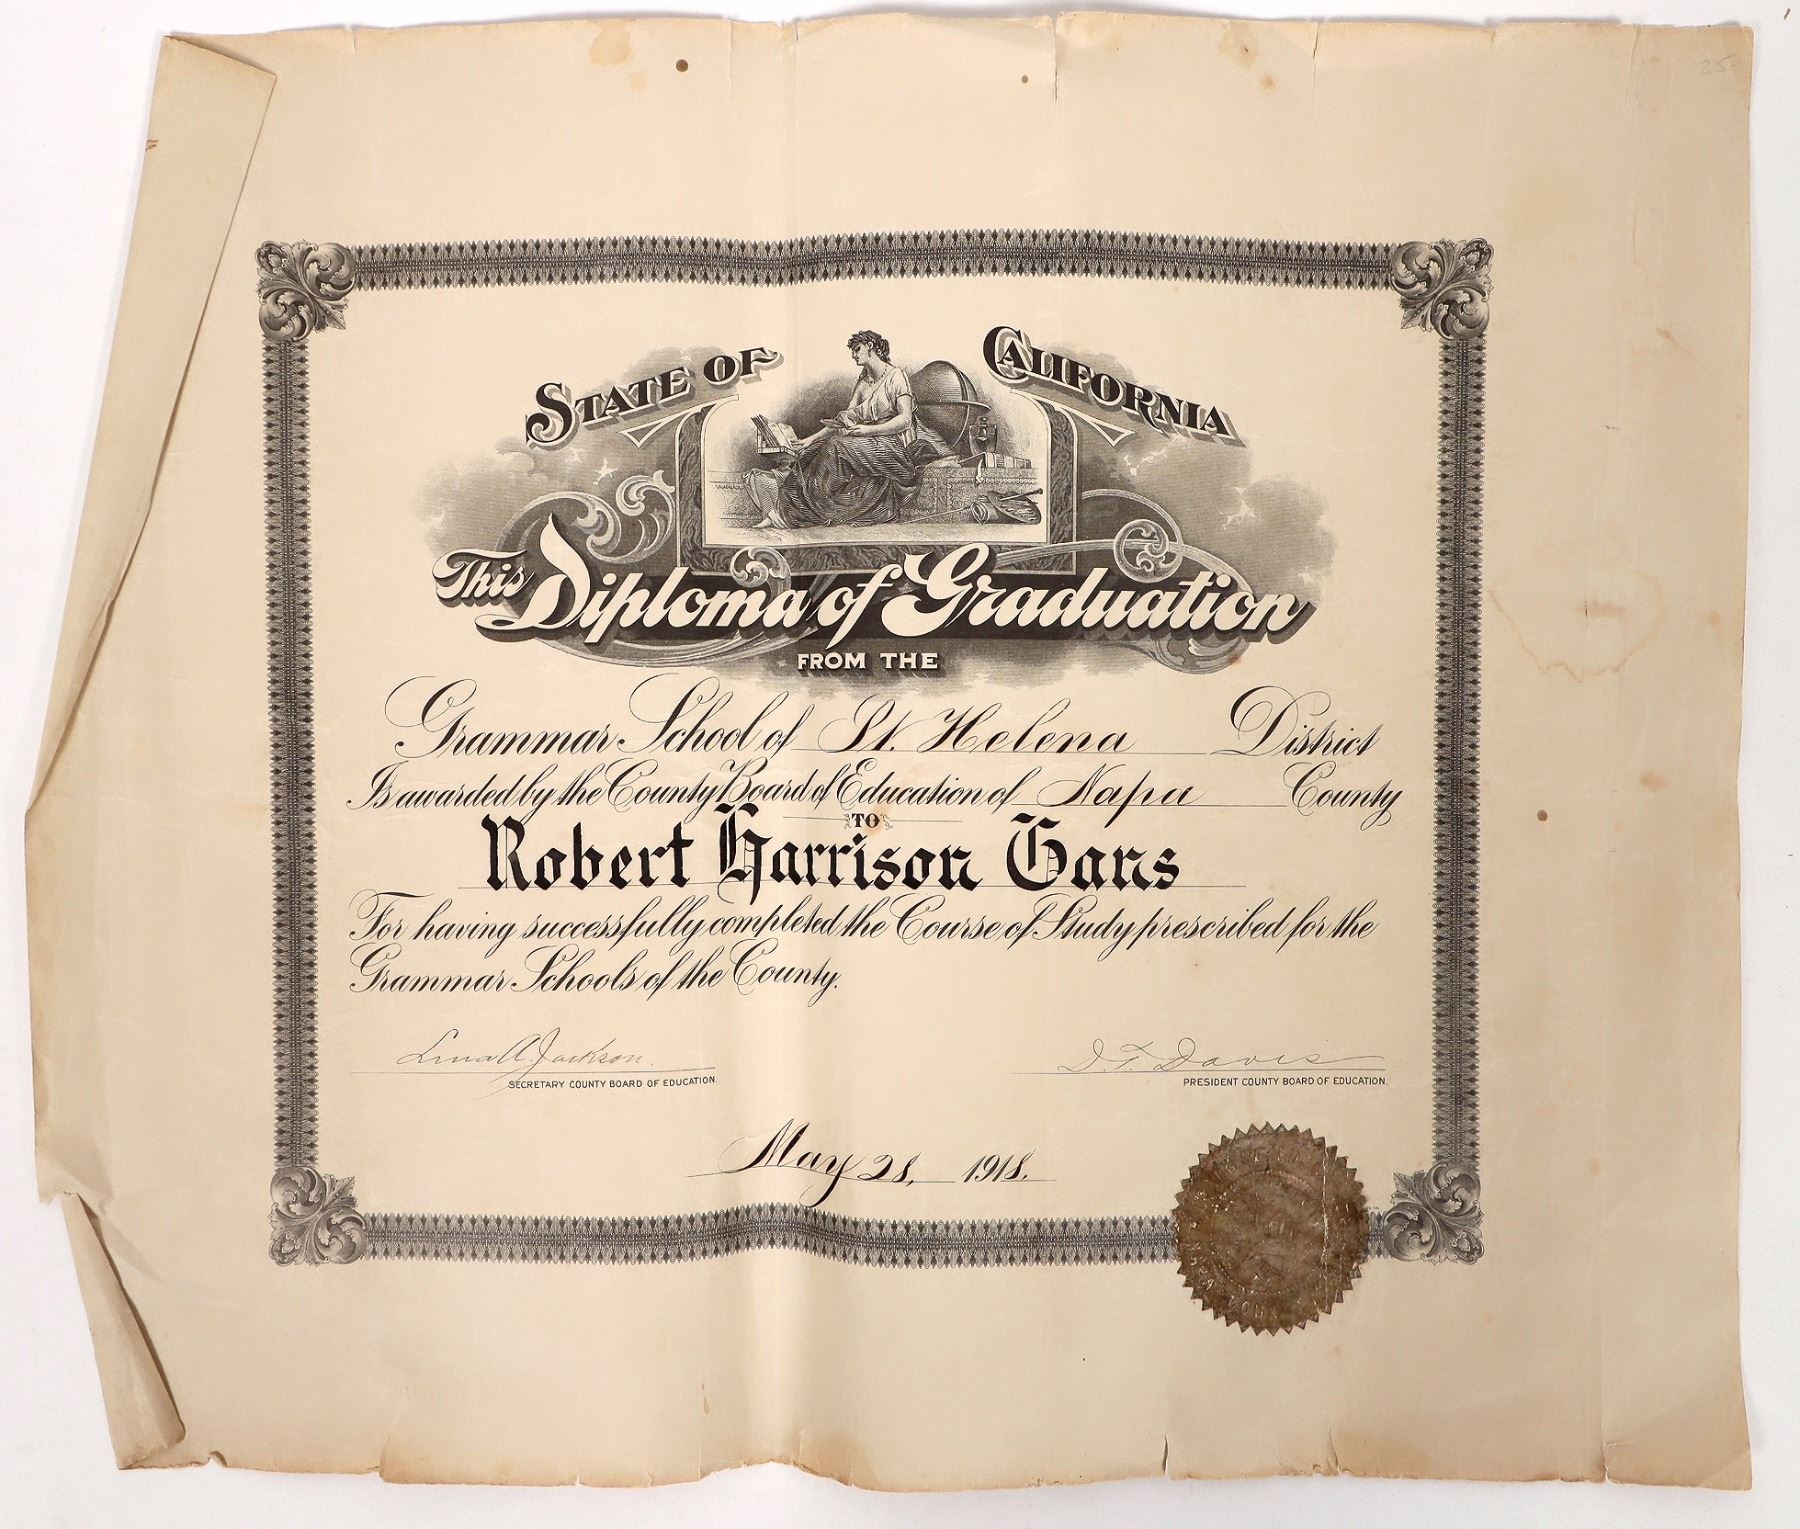 25-
STATE OF CALIFORNIA
This Diploma of Graduation
FROM THE
Grammar School of St. Helena District
Is awarded by the County Board of Education of Napa County
TO
Robert Harrison Gans
For having successfully completed the Course of Study prescribed for the
Grammar Schools of the County.
Lena A. Jackson.
D. T. Davis
SECRETARY COUNTY BOARD OF EDUCATION.
PRESIDENT COUNTY BOARD OF EDUCATION.
May 28, 1918.